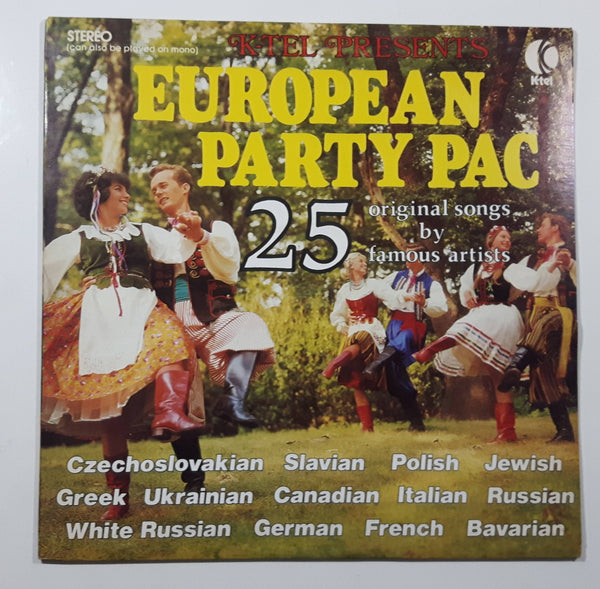 STEREO
(can also be played on mono)
K-TEL PRESENTS
K-tel
EUROPEAN
PARTY PAC
25
original songs
by
famous artists
Czechoslovakian Slavian Polish Jewish
Greek Ukrainian Canadian Italian Russian
White Russian German French Bavarian